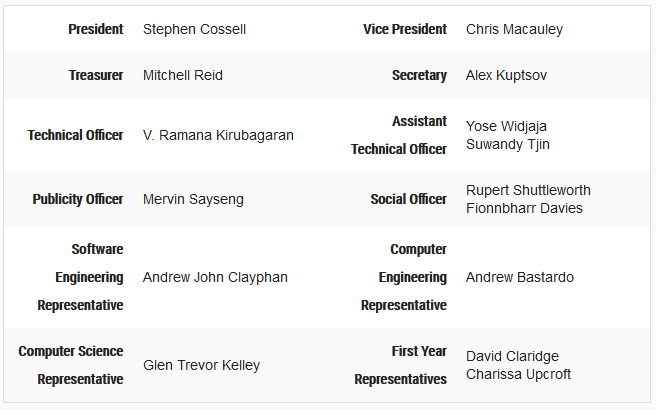 President Stephen Cossell Vice President Chris Macauley
Treasurer Mitchell Reid Secretary Alex Kuptsov
Technical Officer V. Ramana Kirubagaran
Assistant
Technical Officer
Yose Widjaja
Suwandy Tjin
Publicity Officer Mervin Sayseng Social Officer
Rupert Shuttleworth
Fionnbharr Davies
Software
Engineering
Representative
Andrew John Clayphan
Computer
Engineering
Representative
Andrew Bastardo
Computer Science
Representative
Glen Trevor Kelley
First Year
Representatives
David Claridge
Charissa Upcroft